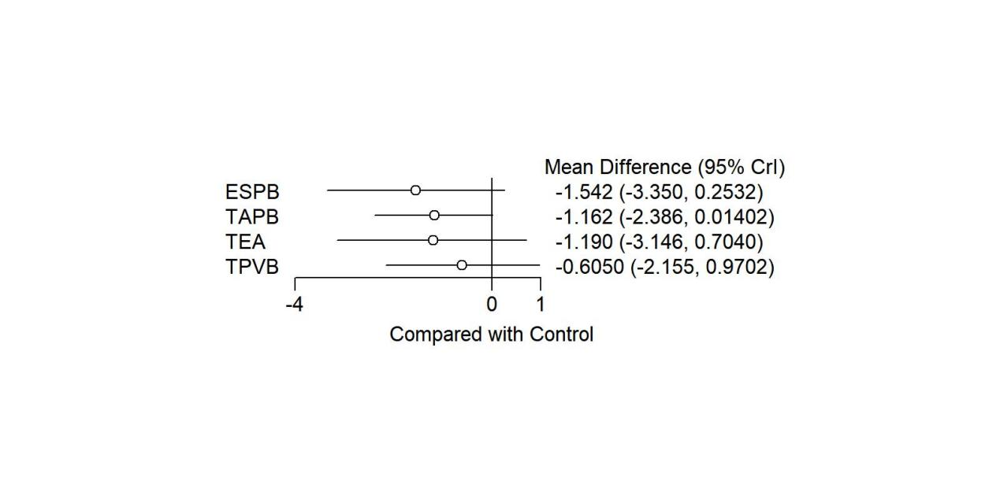 Mean Difference (95% CrI)
ESPB -1.542 (-3.350, 0.2532)
TAPB -1.162 (-2.386, 0.01402)
TEA -1.190 (-3.146, 0.7040)
TPVB -0.6050 (-2.155, 0.9702)
-4 0 1
Compared with Control